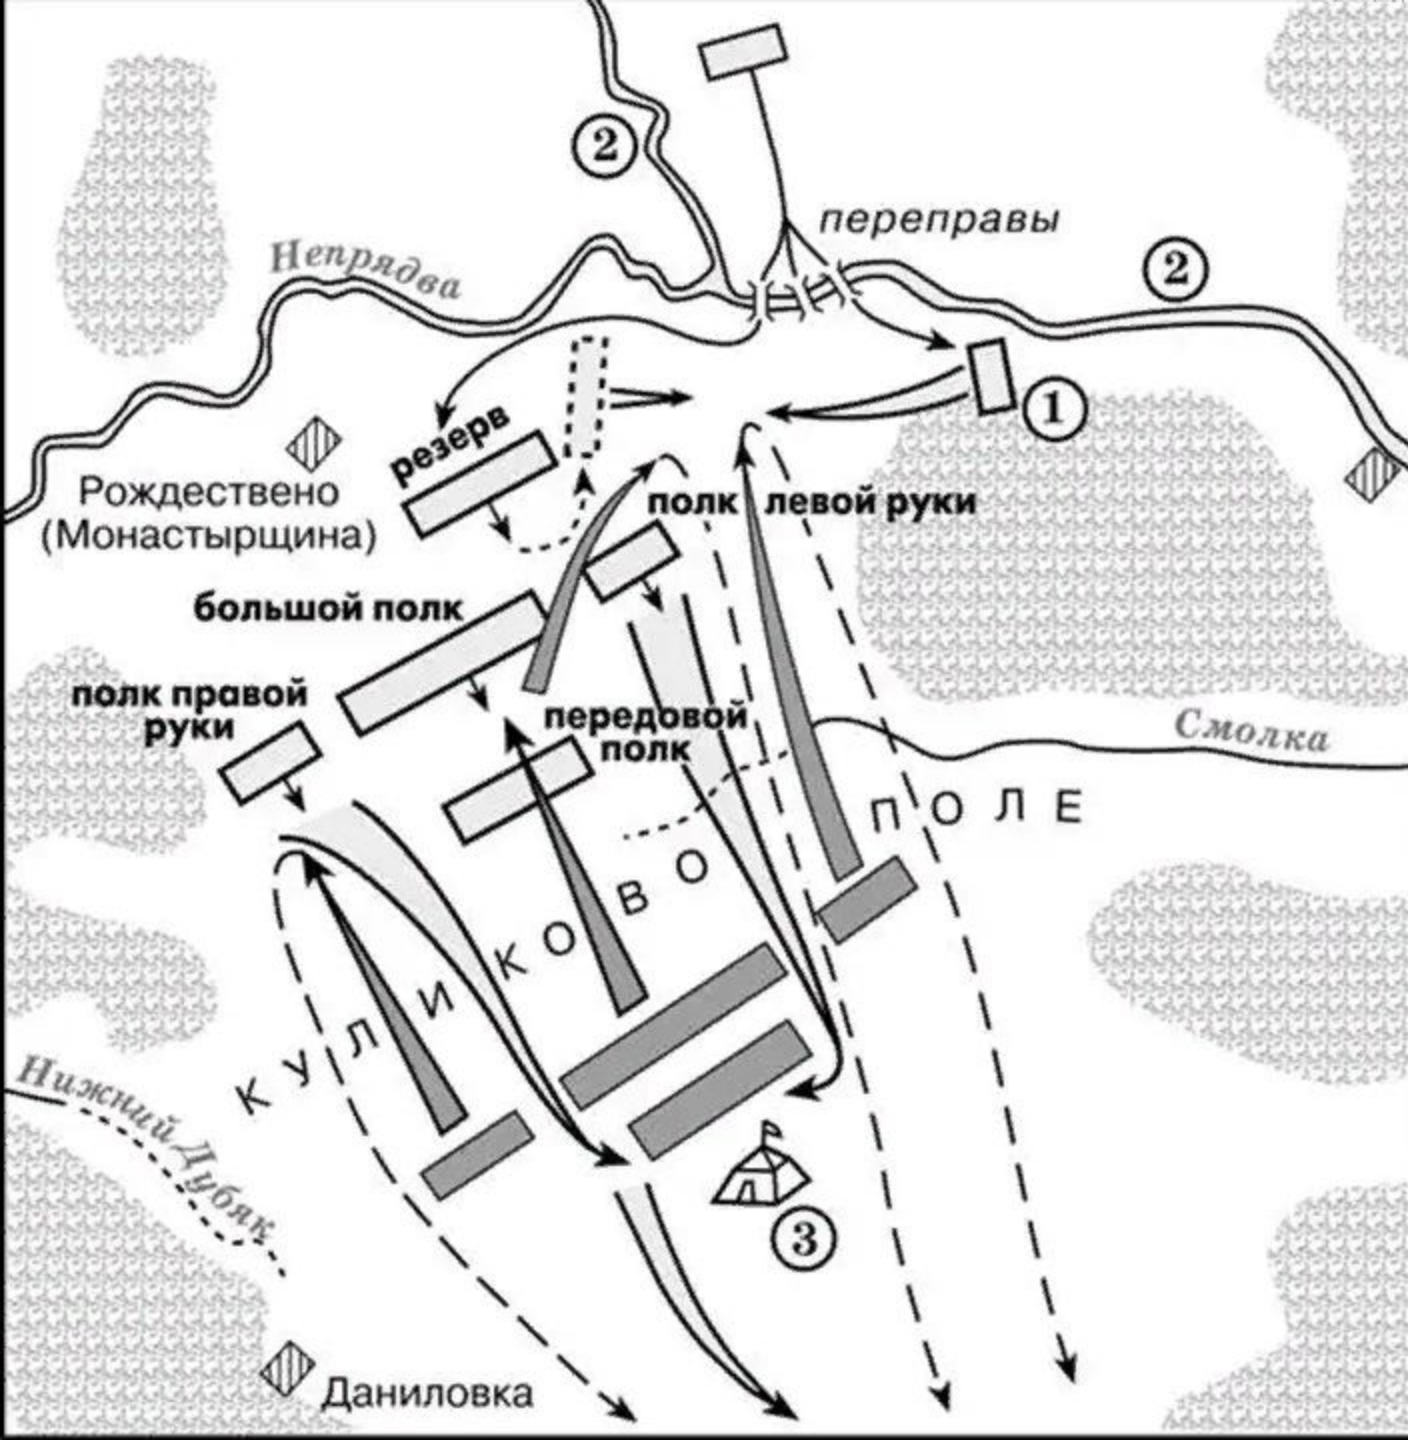 2
переправы
Непрядва
2
1
резерв
Рождествено
(Монастырщина)
полк левой руки
большой полк
полк правой
руки
передовой
полк
Смолка
КУЛИКОВО ПОЛЕ
Нижний Дубяк
3
Даниловка